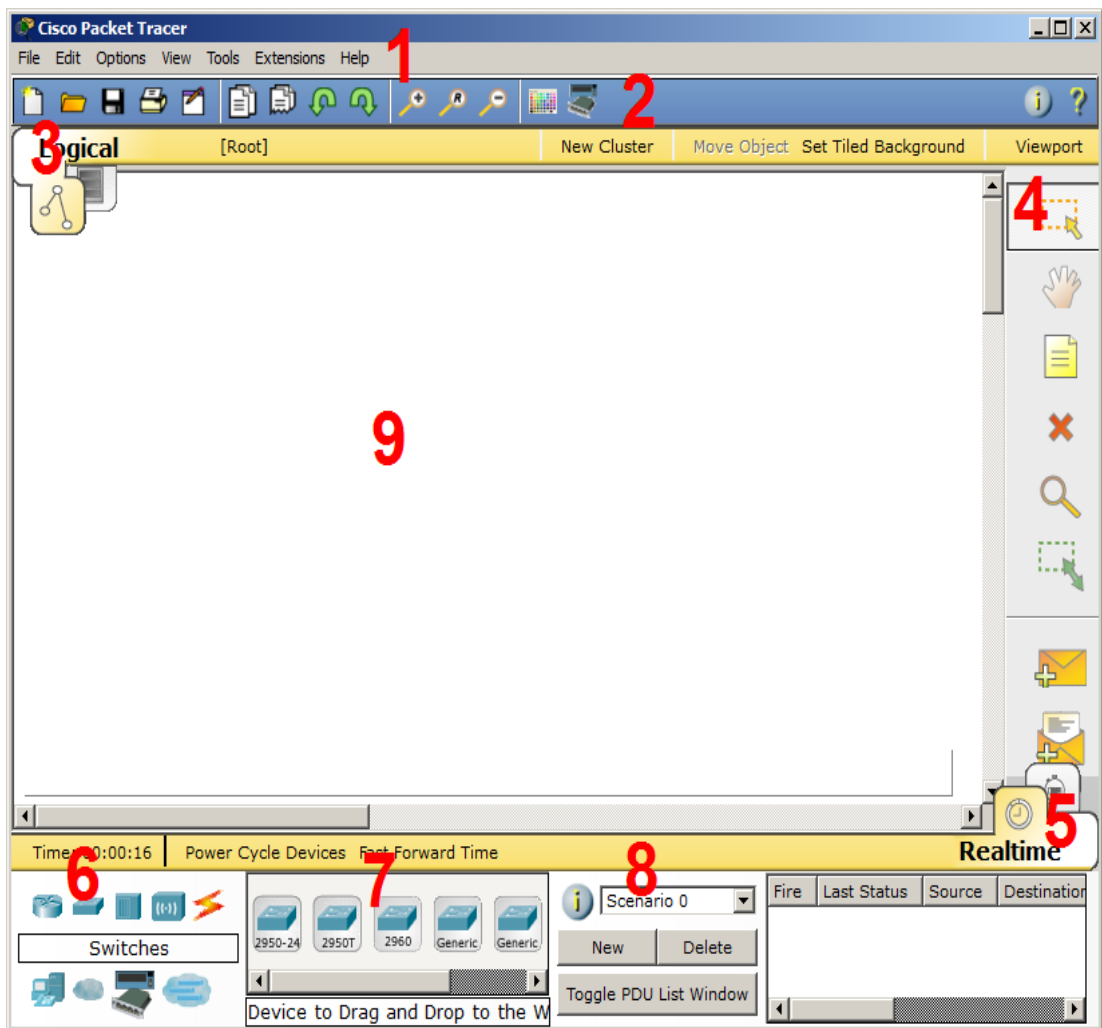 Cisco Packet Tracer
File Edit Options View Tools Extensions Help
1
2
3
Logical [Root] New Cluster Move Object Set Tiled Background Viewport
4
9
5
Time: 00:00:16 Power Cycle Devices Fast Forward Time Realtime
6
7
8
Scenario 0
Fire Last Status Source Destination
Switches
2950-24 2950T 2960 Generic Generic
New Delete
Toggle PDU List Window
Device to Drag and Drop to the W